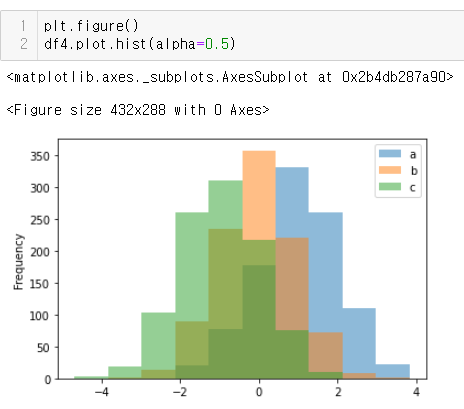 1 plt.figure()
2 df4.plot.hist(alpha=0.5)
<matplotlib.axes._subplots.AxesSubplot at 0x2b4db287a90>
<Figure size 432x288 with 0 Axes>
a
b
c
350
300
250
200
150
100
50
0
Frequency
−4 −2 0 2 4